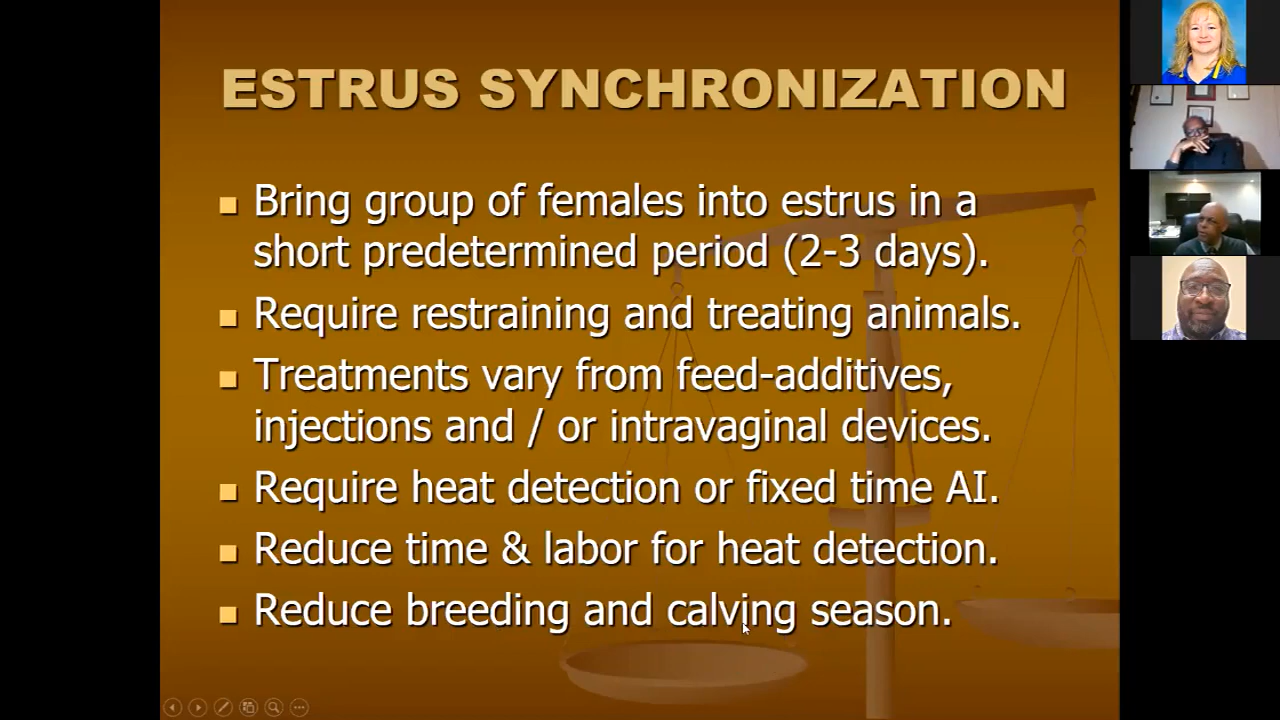 ESTRUS SYNCHRONIZATION
Bring group of females into estrus in a
short predetermined period (2-3 days).
Require restraining and treating animals.
Treatments vary from feed-additives,
injections and / or intravaginal devices.
Require heat detection or fixed time AI.
Reduce time & labor for heat detection.
Reduce breeding and calving season.